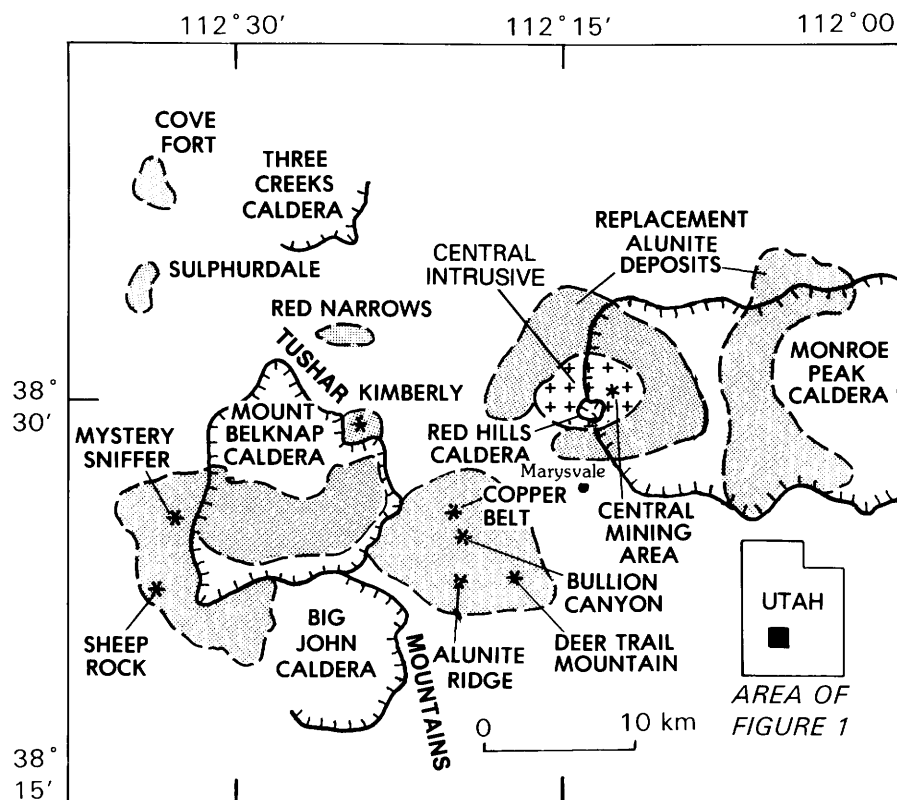 112°30′
112°15′
112°00′
COVE
FORT
THREE
CREEKS
CALDERA
REPLACEMENT
ALUNITE
DEPOSITS
CENTRAL
INTRUSIVE
SULPHURDALE
RED NARROWS
TUSHAR
MONROE
PEAK
CALDERA
38°
30′
KIMBERLY
MOUNT
BELKNAP
CALDERA
MYSTERY
SNIFFER
RED HILLS
CALDERA
Marysvale
COPPER
BELT
CENTRAL
MINING
AREA
BULLION
CANYON
UTAH
SHEEP
ROCK
BIG
JOHN
CALDERA
MOUNTAINS
ALUNITE
RIDGE
DEER TRAIL
MOUNTAIN
AREA OF
FIGURE 1
0 10 km
38°
15′